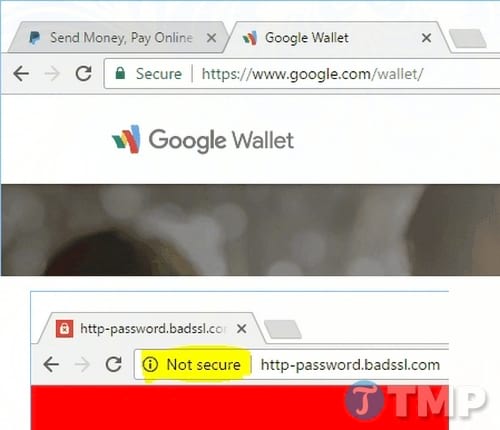 Send Money, Pay Online
Google Wallet
Secure
https://www.google.com/wallet/
Google Wallet
http-password.badssl.co
Not secure
http-password.badssl.com
TMP